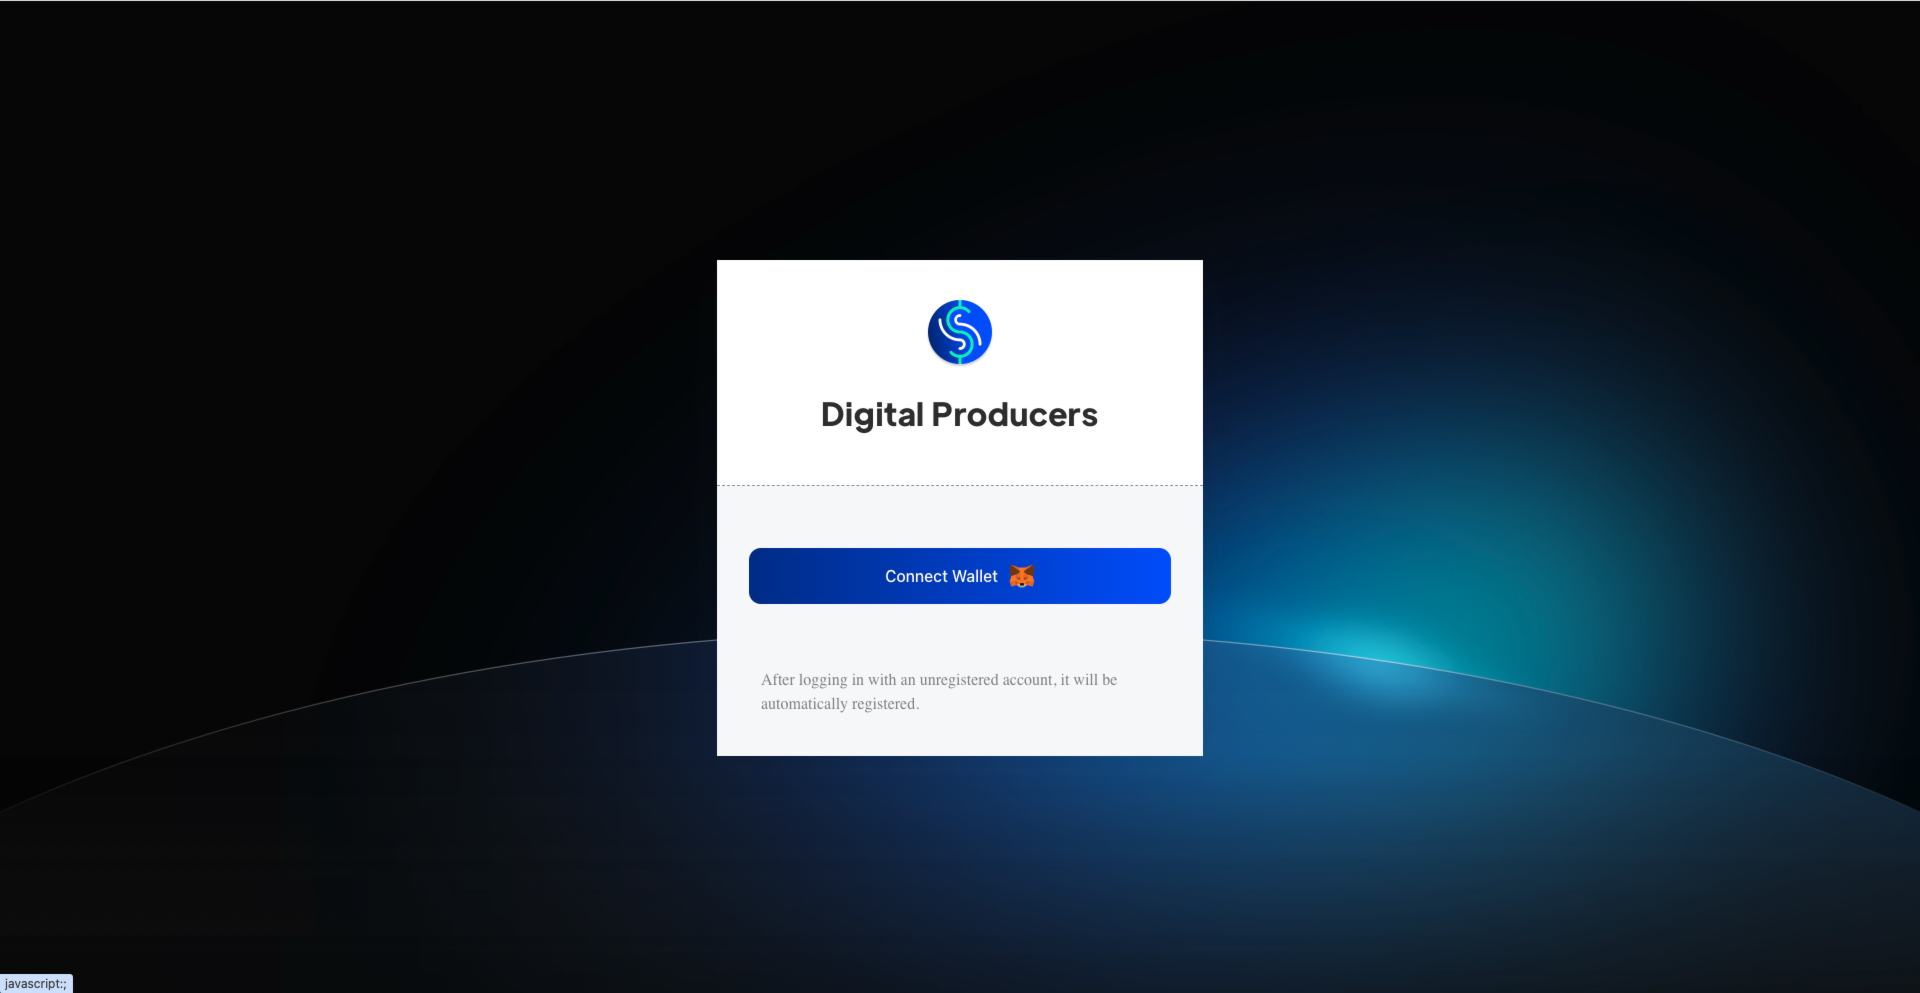 Digital Producers
Connect Wallet
After logging in with an unregistered account, it will be
automatically registered.
javascript:;